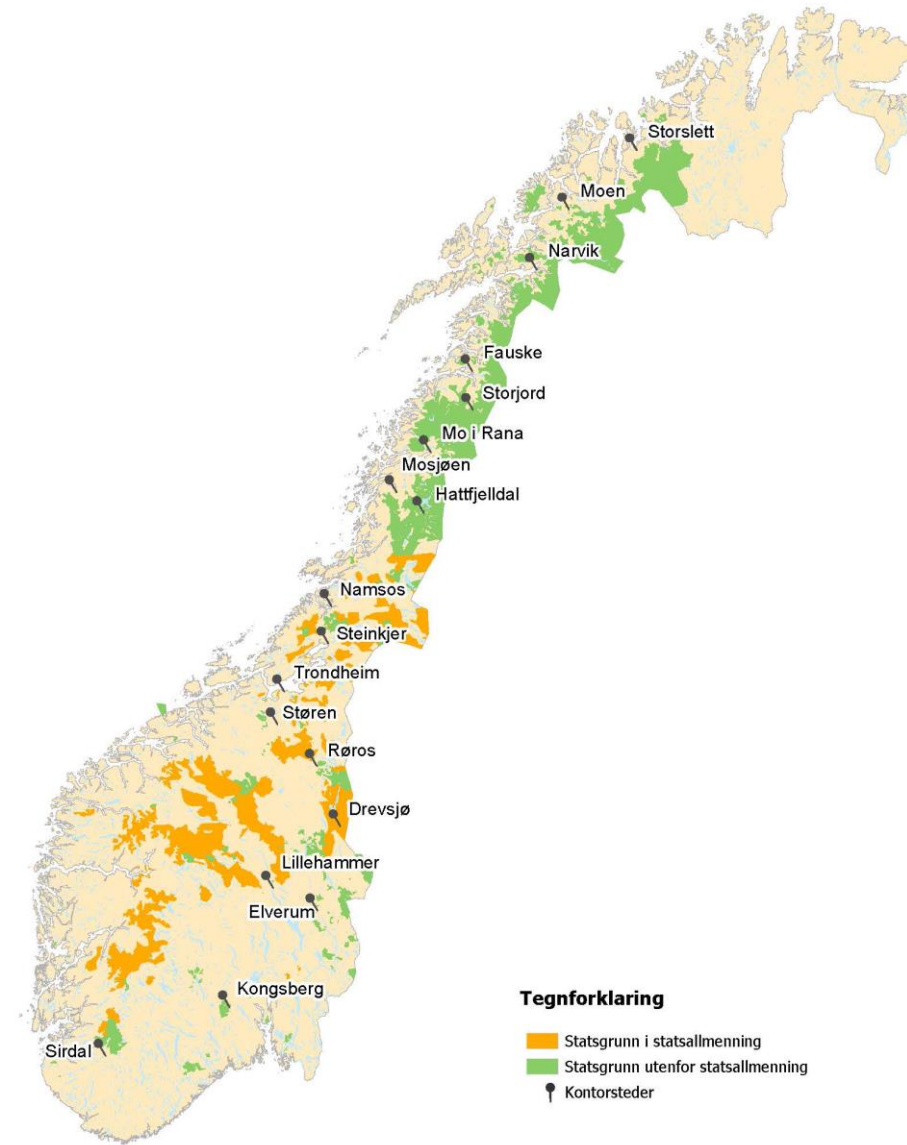 Storslett
Moen
Narvik
Fauske
Storjord
Mo i Rana
Mosjøen
Hattfjelldal
Namsos
Steinkjer
Trondheim
Støren
Røros
Drevsjø
Lillehammer
Elverum
Kongsberg
Sirdal
Tegnforklaring
Statsgrunn i statsallmenning
Statsgrunn utenfor statsallmenning
Kontorsteder